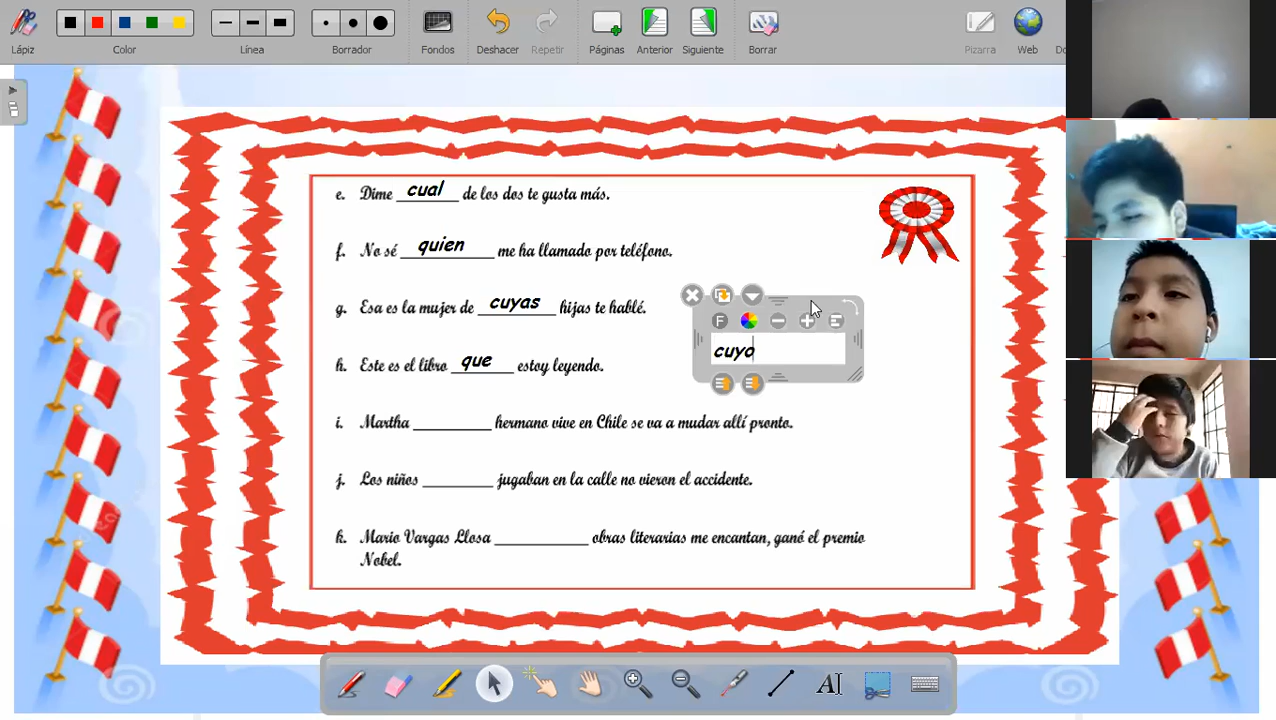 Lápiz
Color
Línea
Borrador
Fondos
Deshacer
Repetir
Páginas
Anterior
Siguiente
Borrar
Pizarra
Web
e. Dime cual de los dos te gusta más.
f. No sé quien me ha llamado por teléfono.
g. Esa es la mujer de cuyas hijas te hablé.
F
cuyo
h. Este es el libro que estoy leyendo.
i. Martha __________ hermano vive en Chile se va a mudar allí pronto.
j. Los niños _________ jugaban en la calle no vieron el accidente.
k. Mario Vargas Llosa ____________ obras literarias me encantan, ganó el premio
Nobel.
AI